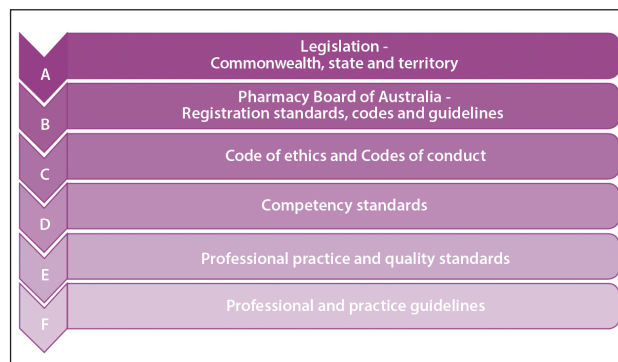 A
Legislation -
Commonwealth, state and territory
B
Pharmacy Board of Australia -
Registration standards, codes and guidelines
C
Code of ethics and Codes of conduct
D
Competency standards
E
Professional practice and quality standards
F
Professional and practice guidelines